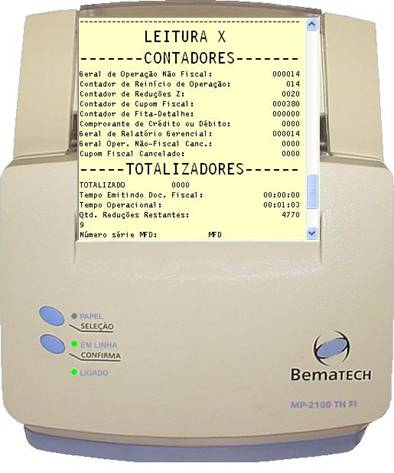 LEITURA X
-------CONTADORES-------
Geral de Operação Não Fiscal: 000014
Contador de Reinício de Operação: 014
Contador de Reduções Z: 0020
Contador de Cupom Fiscal: 000380
Contador de Fita-Detalhe: 000000
Comprovante de Crédito ou Débito: 0000
Geral de Relatório Gerencial: 000014
Geral Oper. Não-Fiscal Canc.: 0000
Cupom Fiscal Cancelado: 0000
------TOTALIZADORES------
TOTALIZADO 0000
Tempo Emitindo Doc. Fiscal: 00:00:00
Tempo Operacional: 00:01:03
Qtd. Reduções Restantes: 4770
9
Número série MFD: MFD
PAPEL
SELEÇÃO
EM LINHA
CONFIRMA
LIGADO
BEMATECH
MP-2100 TH FI